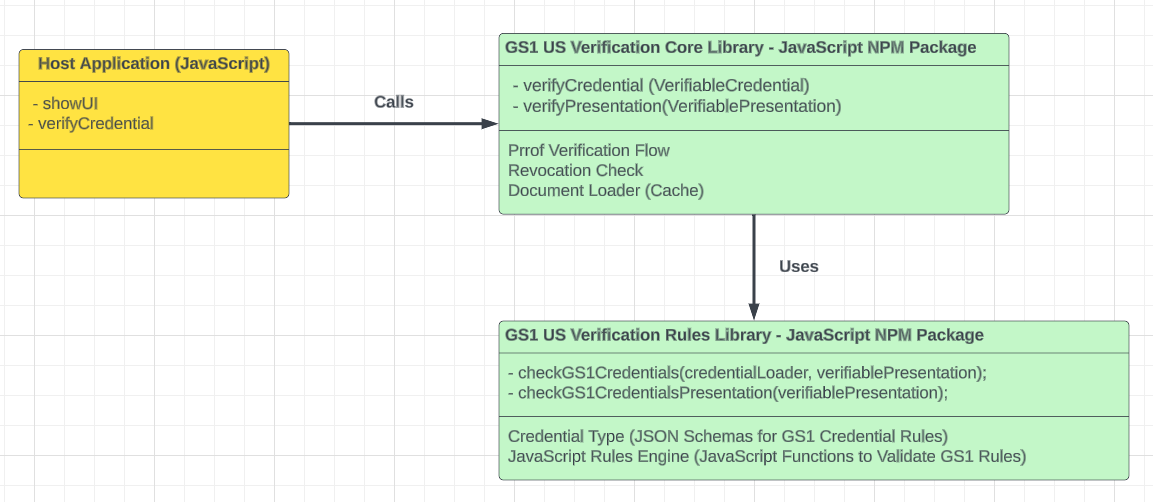 Host Application (JavaScript)
- showUI
- verifyCredential
Calls
GS1 US Verification Core Library - JavaScript NPM Package
- verifyCredential (VerifiableCredential)
- verifyPresentation(VerifiablePresentation)
Prrof Verification Flow
Revocation Check
Document Loader (Cache)
Uses
GS1 US Verification Rules Library - JavaScript NPM Package
- checkGS1Credentials(credentialLoader, verifiablePresentation);
- checkGS1CredentialsPresentation(verifiablePresentation);
Credential Type (JSON Schemas for GS1 Credential Rules)
JavaScript Rules Engine (JavaScript Functions to Validate GS1 Rules)